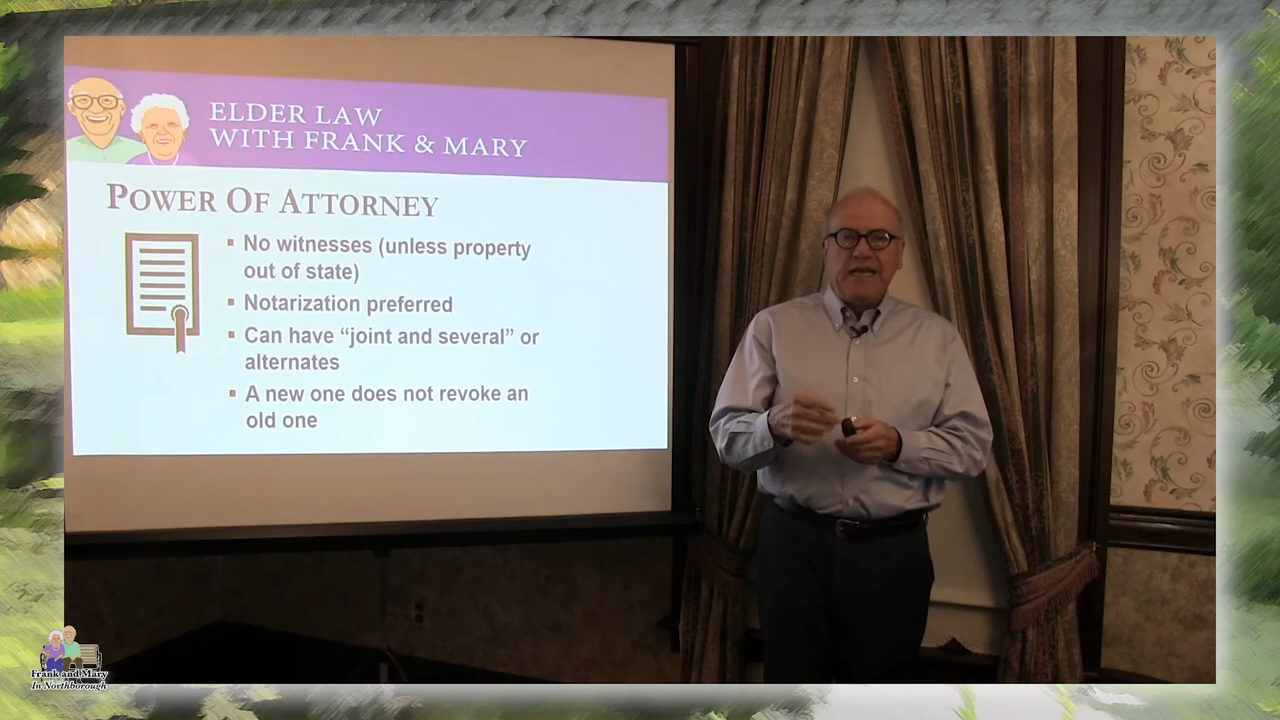 ELDER LAW
WITH FRANK & MARY
POWER OF ATTORNEY
▪ No witnesses (unless property
out of state)
▪ Notarization preferred
▪ Can have “joint and several” or
alternates
▪ A new one does not revoke an
old one
Frank and Mary
In Northborough